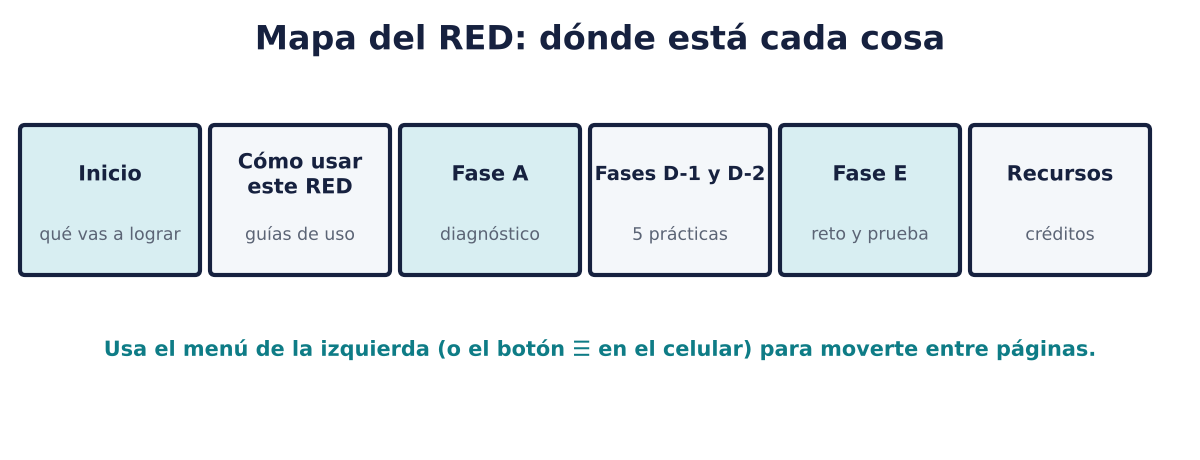 Mapa del RED: dónde está cada cosa
Inicio
qué vas a lograr
Cómo usar
este RED
guías de uso
Fase A
diagnóstico
Fases D-1 y D-2
5 prácticas
Fase E
reto y prueba
Recursos
créditos
Usa el menú de la izquierda (o el botón ☰ en el celular) para moverte entre páginas.